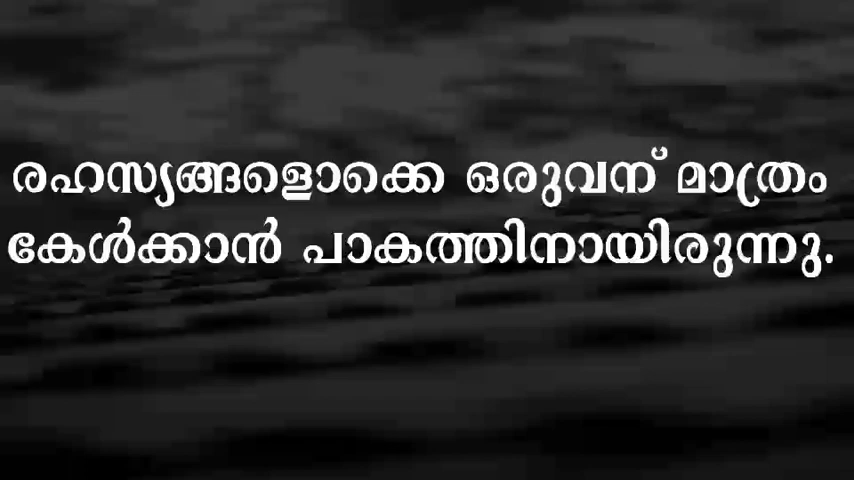 രഹസ്യങ്ങളൊക്കെ ഒരുവന് മാത്രം
കേൾക്കാൻ പാകത്തിനായിരുന്നു.